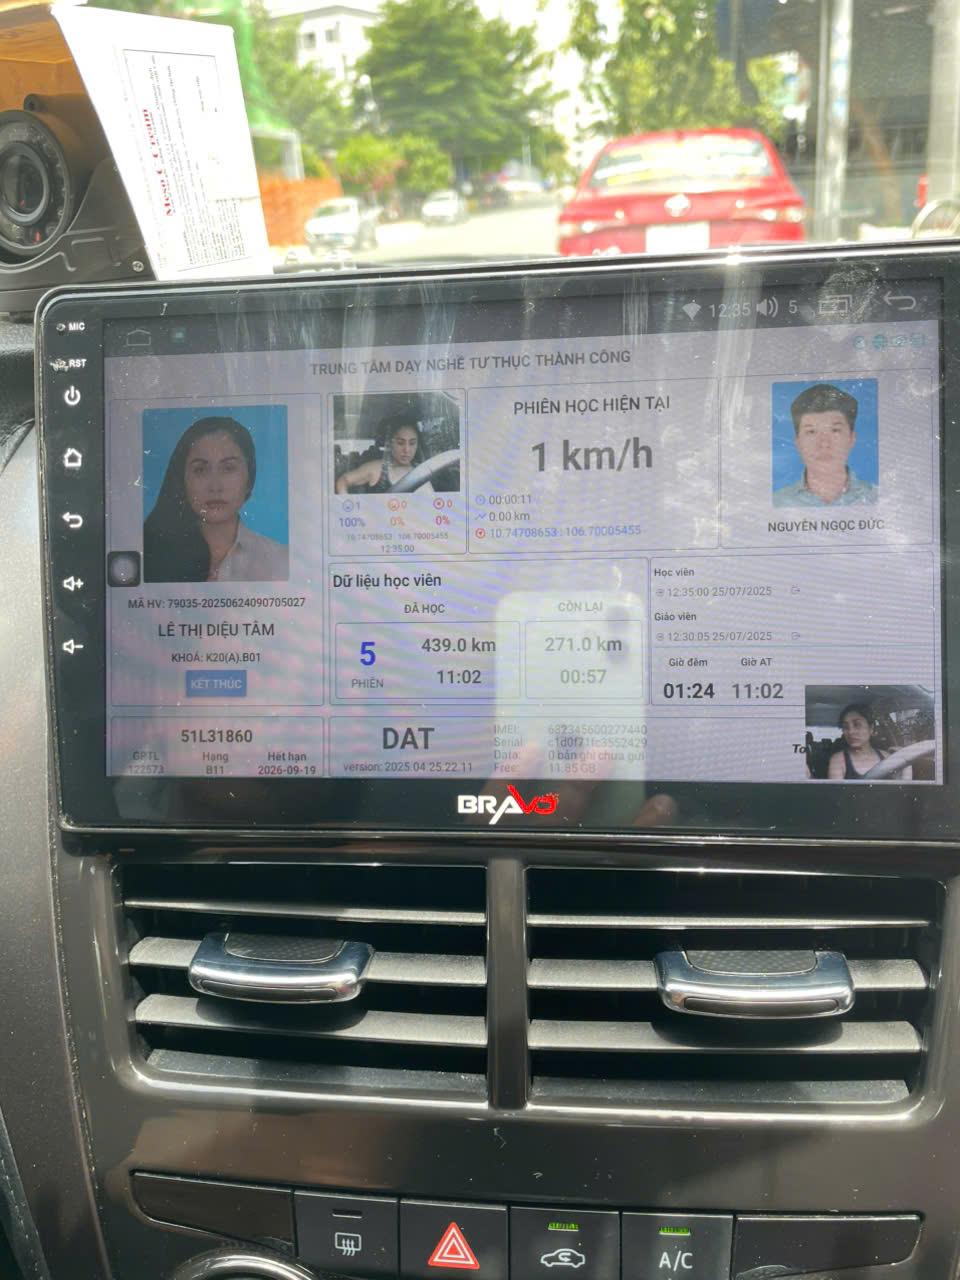 Meso C-Cream
MIC
RST
12:35
5
TRUNG TÂM DẠY NGHỀ TƯ THỤC THÀNH CÔNG
MÃ HV: 79035-20250624090705027
LÊ THỊ DIỆU TÂM
KHOÁ: K20(A).B01
KẾT THÚC
1 0 0
100% 0% 0%
10.74708653 : 106.70005455
12:35:00
PHIÊN HỌC HIỆN TẠI
1 km/h
00:00:11
0.00 km
10.74708653 : 106.70005455
NGUYỄN NGỌC ĐỨC
Dữ liệu học viên
ĐÃ HỌC
CÒN LẠI
5
PHIÊN
439.0 km
11:02
271.0 km
00:57
Học viên
12:35:00 25/07/2025
Giáo viên
12:30:05 25/07/2025
Giờ đêm
Giờ AT
01:24
11:02
51L31860
GPTL
122573
Hạng
B11
Hết hạn
2026-09-19
DAT
version: 2025.04.25.22.11
IMEI: 682345600277440
Serial: c1d0f71fc3552429
Data: 0 bản ghi chưa gửi
Free: 11.85 GB
To
BRAVO
A/C